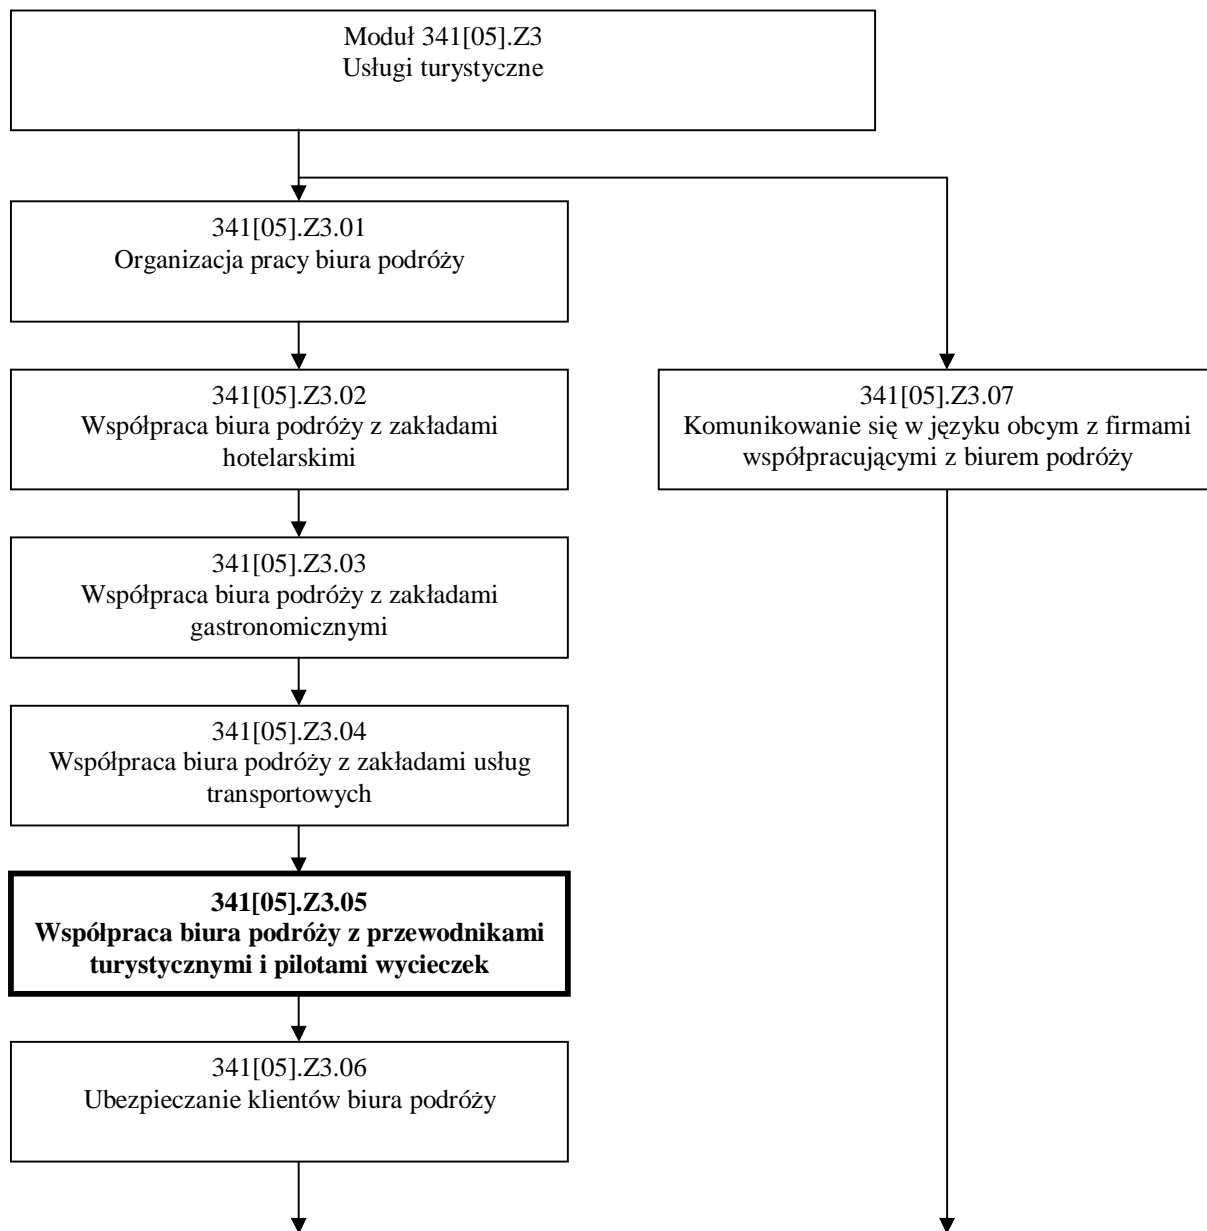 Moduł 341[05].Z3
Usługi turystyczne
341[05].Z3.01
Organizacja pracy biura podróży
341[05].Z3.02
Współpraca biura podróży z zakładami
hotelarskimi
341[05].Z3.07
Komunikowanie się w języku obcym z firmami
współpracującymi z biurem podróży
341[05].Z3.03
Współpraca biura podróży z zakładami
gastronomicznymi
341[05].Z3.04
Współpraca biura podróży z zakładami usług
transportowych
341[05].Z3.05
Współpraca biura podróży z przewodnikami
turystycznymi i pilotami wycieczek
341[05].Z3.06
Ubezpieczanie klientów biura podróży